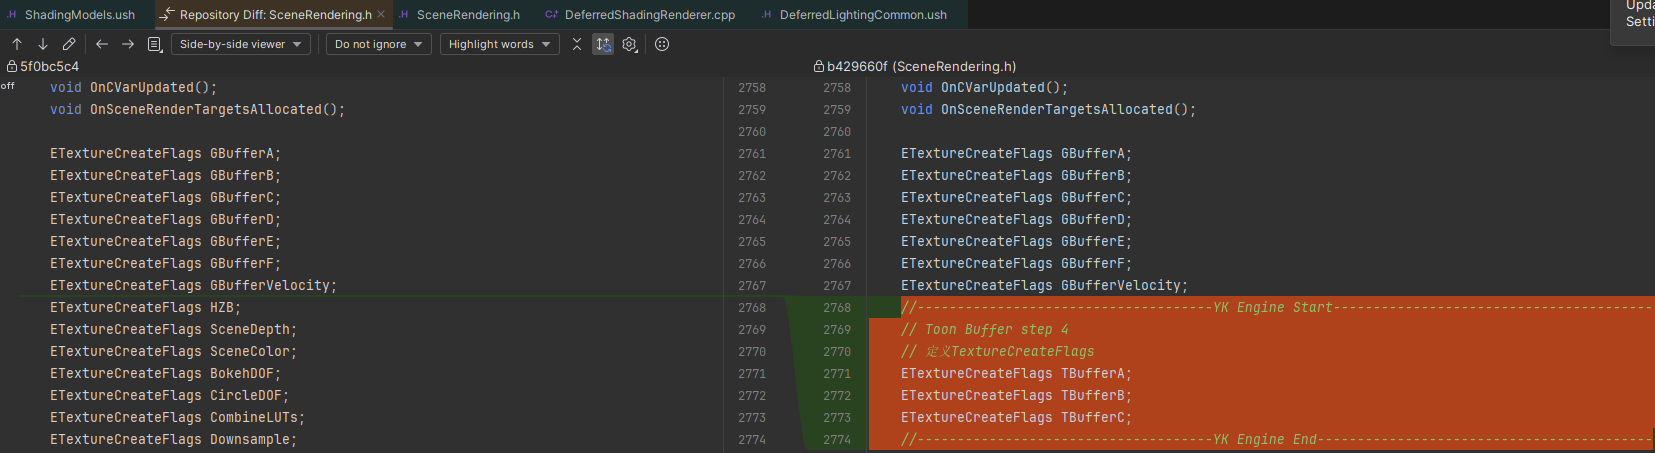 ShadingModels.ush
Repository Diff: SceneRendering.h
SceneRendering.h
DeferredShadingRenderer.cpp
DeferredLightingCommon.ush
Upda
Setti
Side-by-side viewer
Do not ignore
Highlight words
5f0bc5c4
b429660f (SceneRendering.h)
off
void OnCVarUpdated(); 2758
void OnSceneRenderTargetsAllocated(); 2759
2760
ETextureCreateFlags GBufferA; 2761
ETextureCreateFlags GBufferB; 2762
ETextureCreateFlags GBufferC; 2763
ETextureCreateFlags GBufferD; 2764
ETextureCreateFlags GBufferE; 2765
ETextureCreateFlags GBufferF; 2766
ETextureCreateFlags GBufferVelocity; 2767
ETextureCreateFlags HZB; 2768
ETextureCreateFlags SceneDepth; 2769
ETextureCreateFlags SceneColor; 2770
ETextureCreateFlags BokehDOF; 2771
ETextureCreateFlags CircleDOF; 2772
ETextureCreateFlags CombineLUTs; 2773
ETextureCreateFlags Downsample; 2774
2758 void OnCVarUpdated();
2759 void OnSceneRenderTargetsAllocated();
2760
2761 ETextureCreateFlags GBufferA;
2762 ETextureCreateFlags GBufferB;
2763 ETextureCreateFlags GBufferC;
2764 ETextureCreateFlags GBufferD;
2765 ETextureCreateFlags GBufferE;
2766 ETextureCreateFlags GBufferF;
2767 ETextureCreateFlags GBufferVelocity;
2768 //-------------------------------------YK Engine Start----------------------------------------
2769 // Toon Buffer step 4
2770 // 定义TextureCreateFlags
2771 ETextureCreateFlags TBufferA;
2772 ETextureCreateFlags TBufferB;
2773 ETextureCreateFlags TBufferC;
2774 //-------------------------------------YK Engine End------------------------------------------